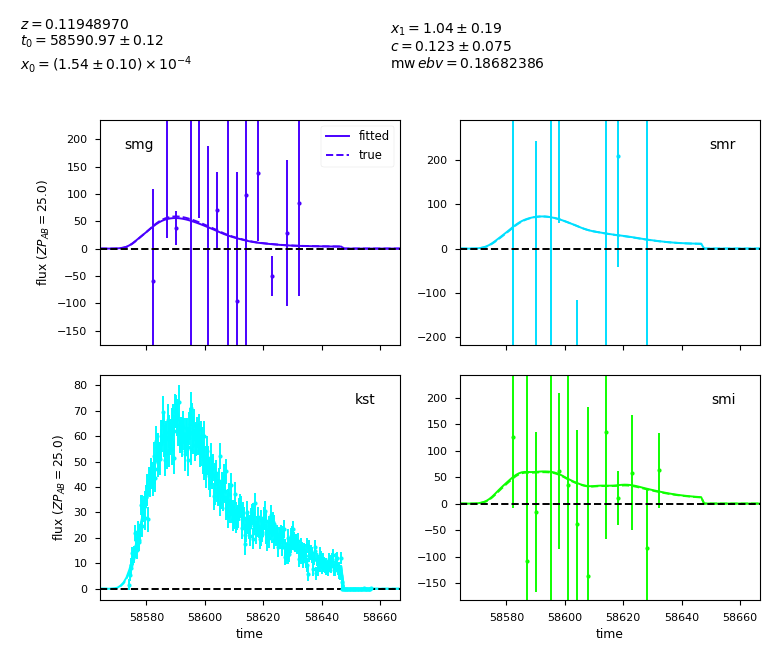 z = 0.11948970
t0 = 58590.97 ± 0.12
x0 = (1.54 ± 0.10) × 10^−4
x1 = 1.04 ± 0.19
c = 0.123 ± 0.075
mw ebv = 0.18682386
smg
fitted
true
200
150
100
50
0
−50
−100
−150
flux (ZP_AB = 25.0)
smr
200
100
0
−100
−200
kst
80
70
60
50
40
30
20
10
0
flux (ZP_AB = 25.0)
58580 58600 58620 58640 58660
time
smi
200
150
100
50
0
−50
−100
−150
58580 58600 58620 58640 58660
time